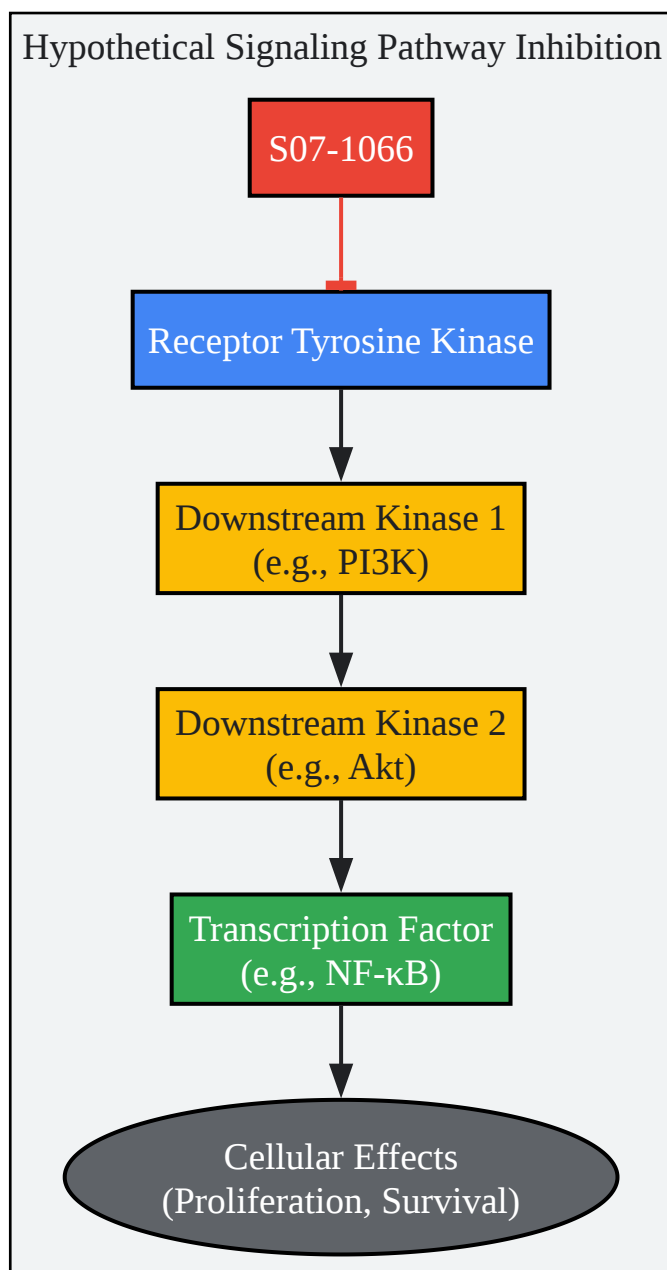 Hypothetical Signaling Pathway Inhibition
S07-1066
Receptor Tyrosine Kinase
Downstream Kinase 1
(e.g., PI3K)
Downstream Kinase 2
(e.g., Akt)
Transcription Factor
(e.g., NF-κB)
Cellular Effects
(Proliferation, Survival)